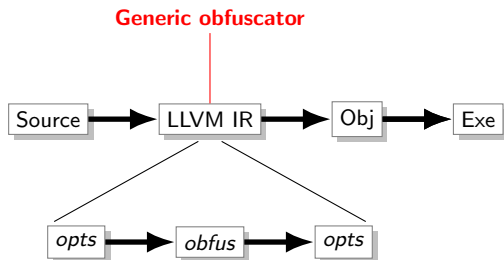 Generic obfuscator
Source LLVM IR Obj Exe
opts obfus opts